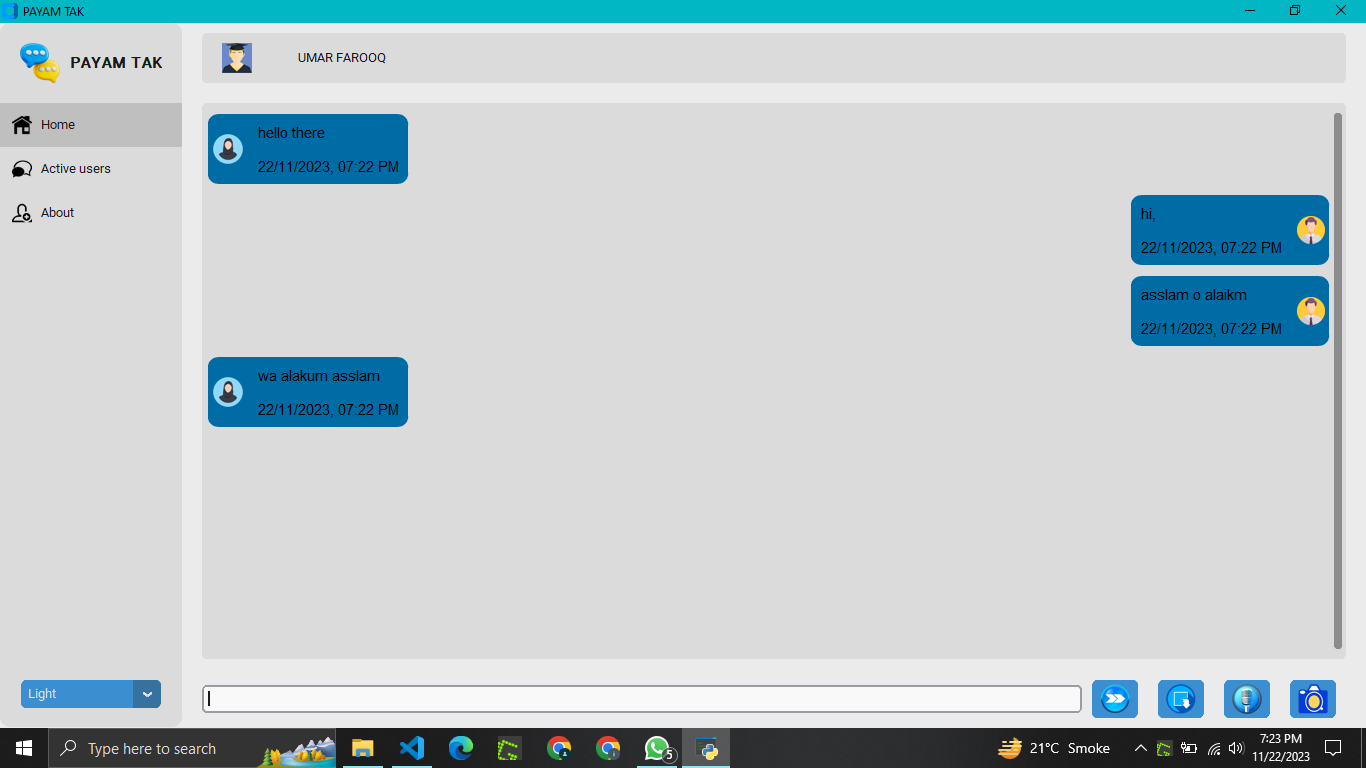 PAYAM TAK
PAYAM TAK
Home
Active users
About
Light
UMAR FAROOQ
hello there
22/11/2023, 07:22 PM
hi,
22/11/2023, 07:22 PM
asslam o alaikm
22/11/2023, 07:22 PM
wa alakum asslam
22/11/2023, 07:22 PM
Type here to search
5
21°C Smoke
7:23 PM
11/22/2023